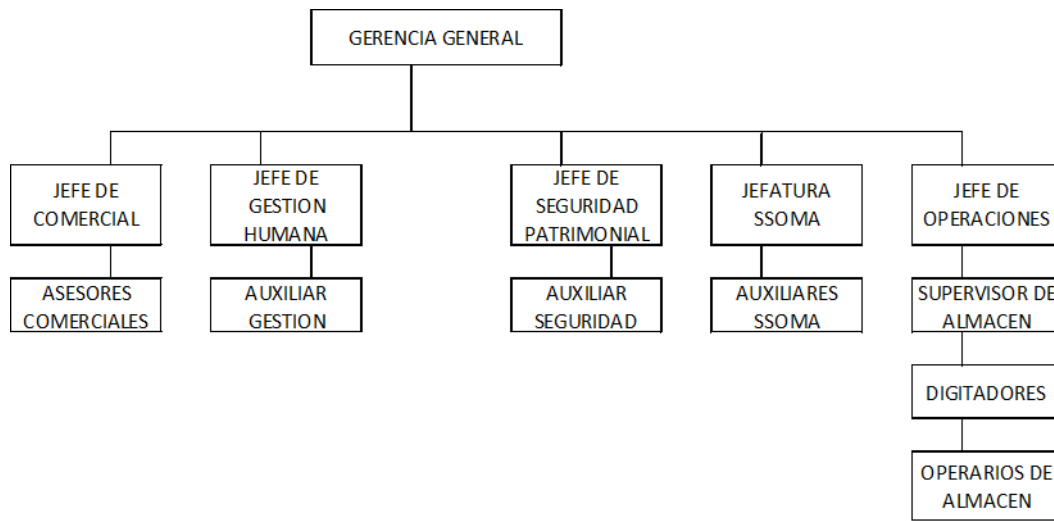 GERENCIA GENERAL
JEFE DE
COMERCIAL
JEFE DE
GESTION
HUMANA
JEFE DE
SEGURIDAD
PATRIMONIAL
JEFATURA
SSOMA
JEFE DE
OPERACIONES
ASESORES
COMERCIALES
AUXILIAR
GESTION
AUXILIAR
SEGURIDAD
AUXILIARES
SSOMA
SUPERVISOR DE
ALMACEN
DIGITADORES
OPERARIOS DE
ALMACEN